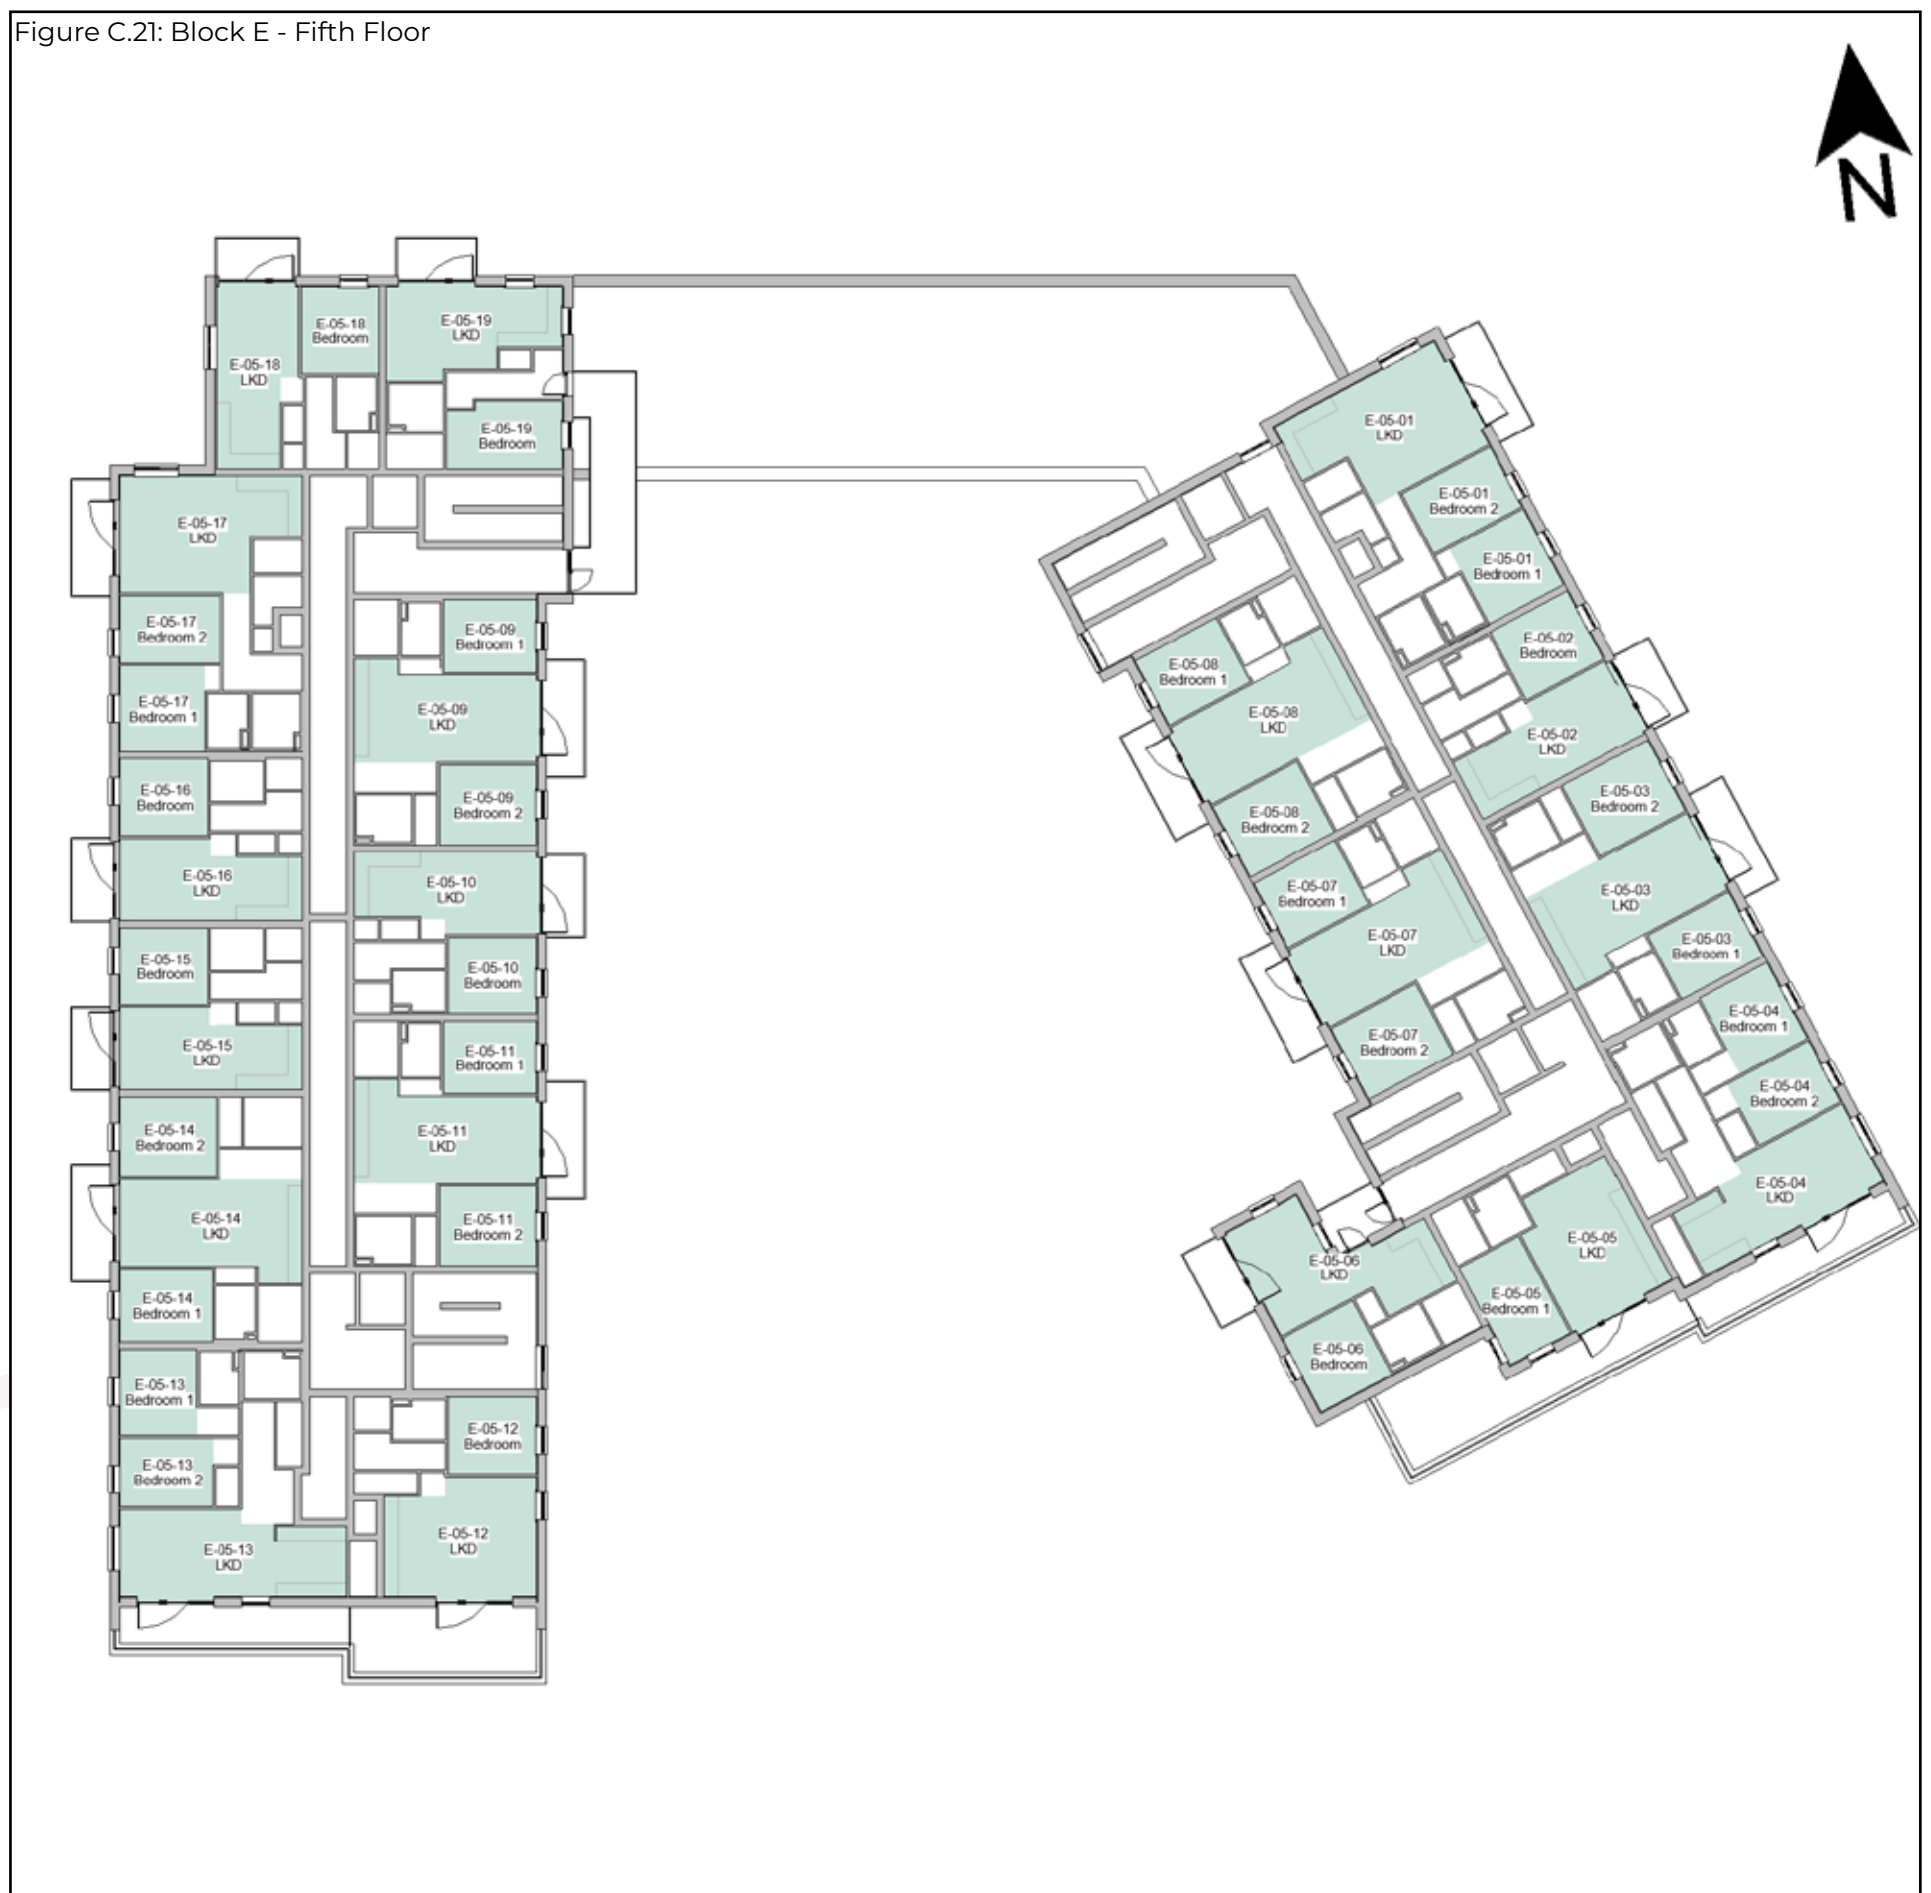 Figure C.21: Block E - Fifth Floor
N
E-05-18
Bedroom
E-05-19
LKD
E-05-18
LKD
E-05-19
Bedroom
E-05-17
LKD
E-05-17
Bedroom 2
E-05-17
Bedroom 1
E-05-09
Bedroom 1
E-05-09
LKD
E-05-16
Bedroom
E-05-09
Bedroom 2
E-05-16
LKD
E-05-10
LKD
E-05-15
Bedroom
E-05-10
Bedroom
E-05-15
LKD
E-05-11
Bedroom 1
E-05-14
Bedroom 2
E-05-11
LKD
E-05-14
LKD
E-05-11
Bedroom 2
E-05-14
Bedroom 1
E-05-13
Bedroom 1
E-05-12
Bedroom
E-05-13
Bedroom 2
E-05-12
LKD
E-05-13
LKD
E-05-01
LKD
E-05-01
Bedroom 2
E-05-01
Bedroom 1
E-05-02
Bedroom
E-05-08
Bedroom 1
E-05-08
LKD
E-05-02
LKD
E-05-03
Bedroom 2
E-05-08
Bedroom 2
E-05-07
Bedroom 1
E-05-03
LKD
E-05-07
LKD
E-05-03
Bedroom 1
E-05-04
Bedroom 1
E-05-07
Bedroom 2
E-05-04
Bedroom 2
E-05-04
LKD
E-05-05
LKD
E-05-06
LKD
E-05-05
Bedroom 1
E-05-06
Bedroom